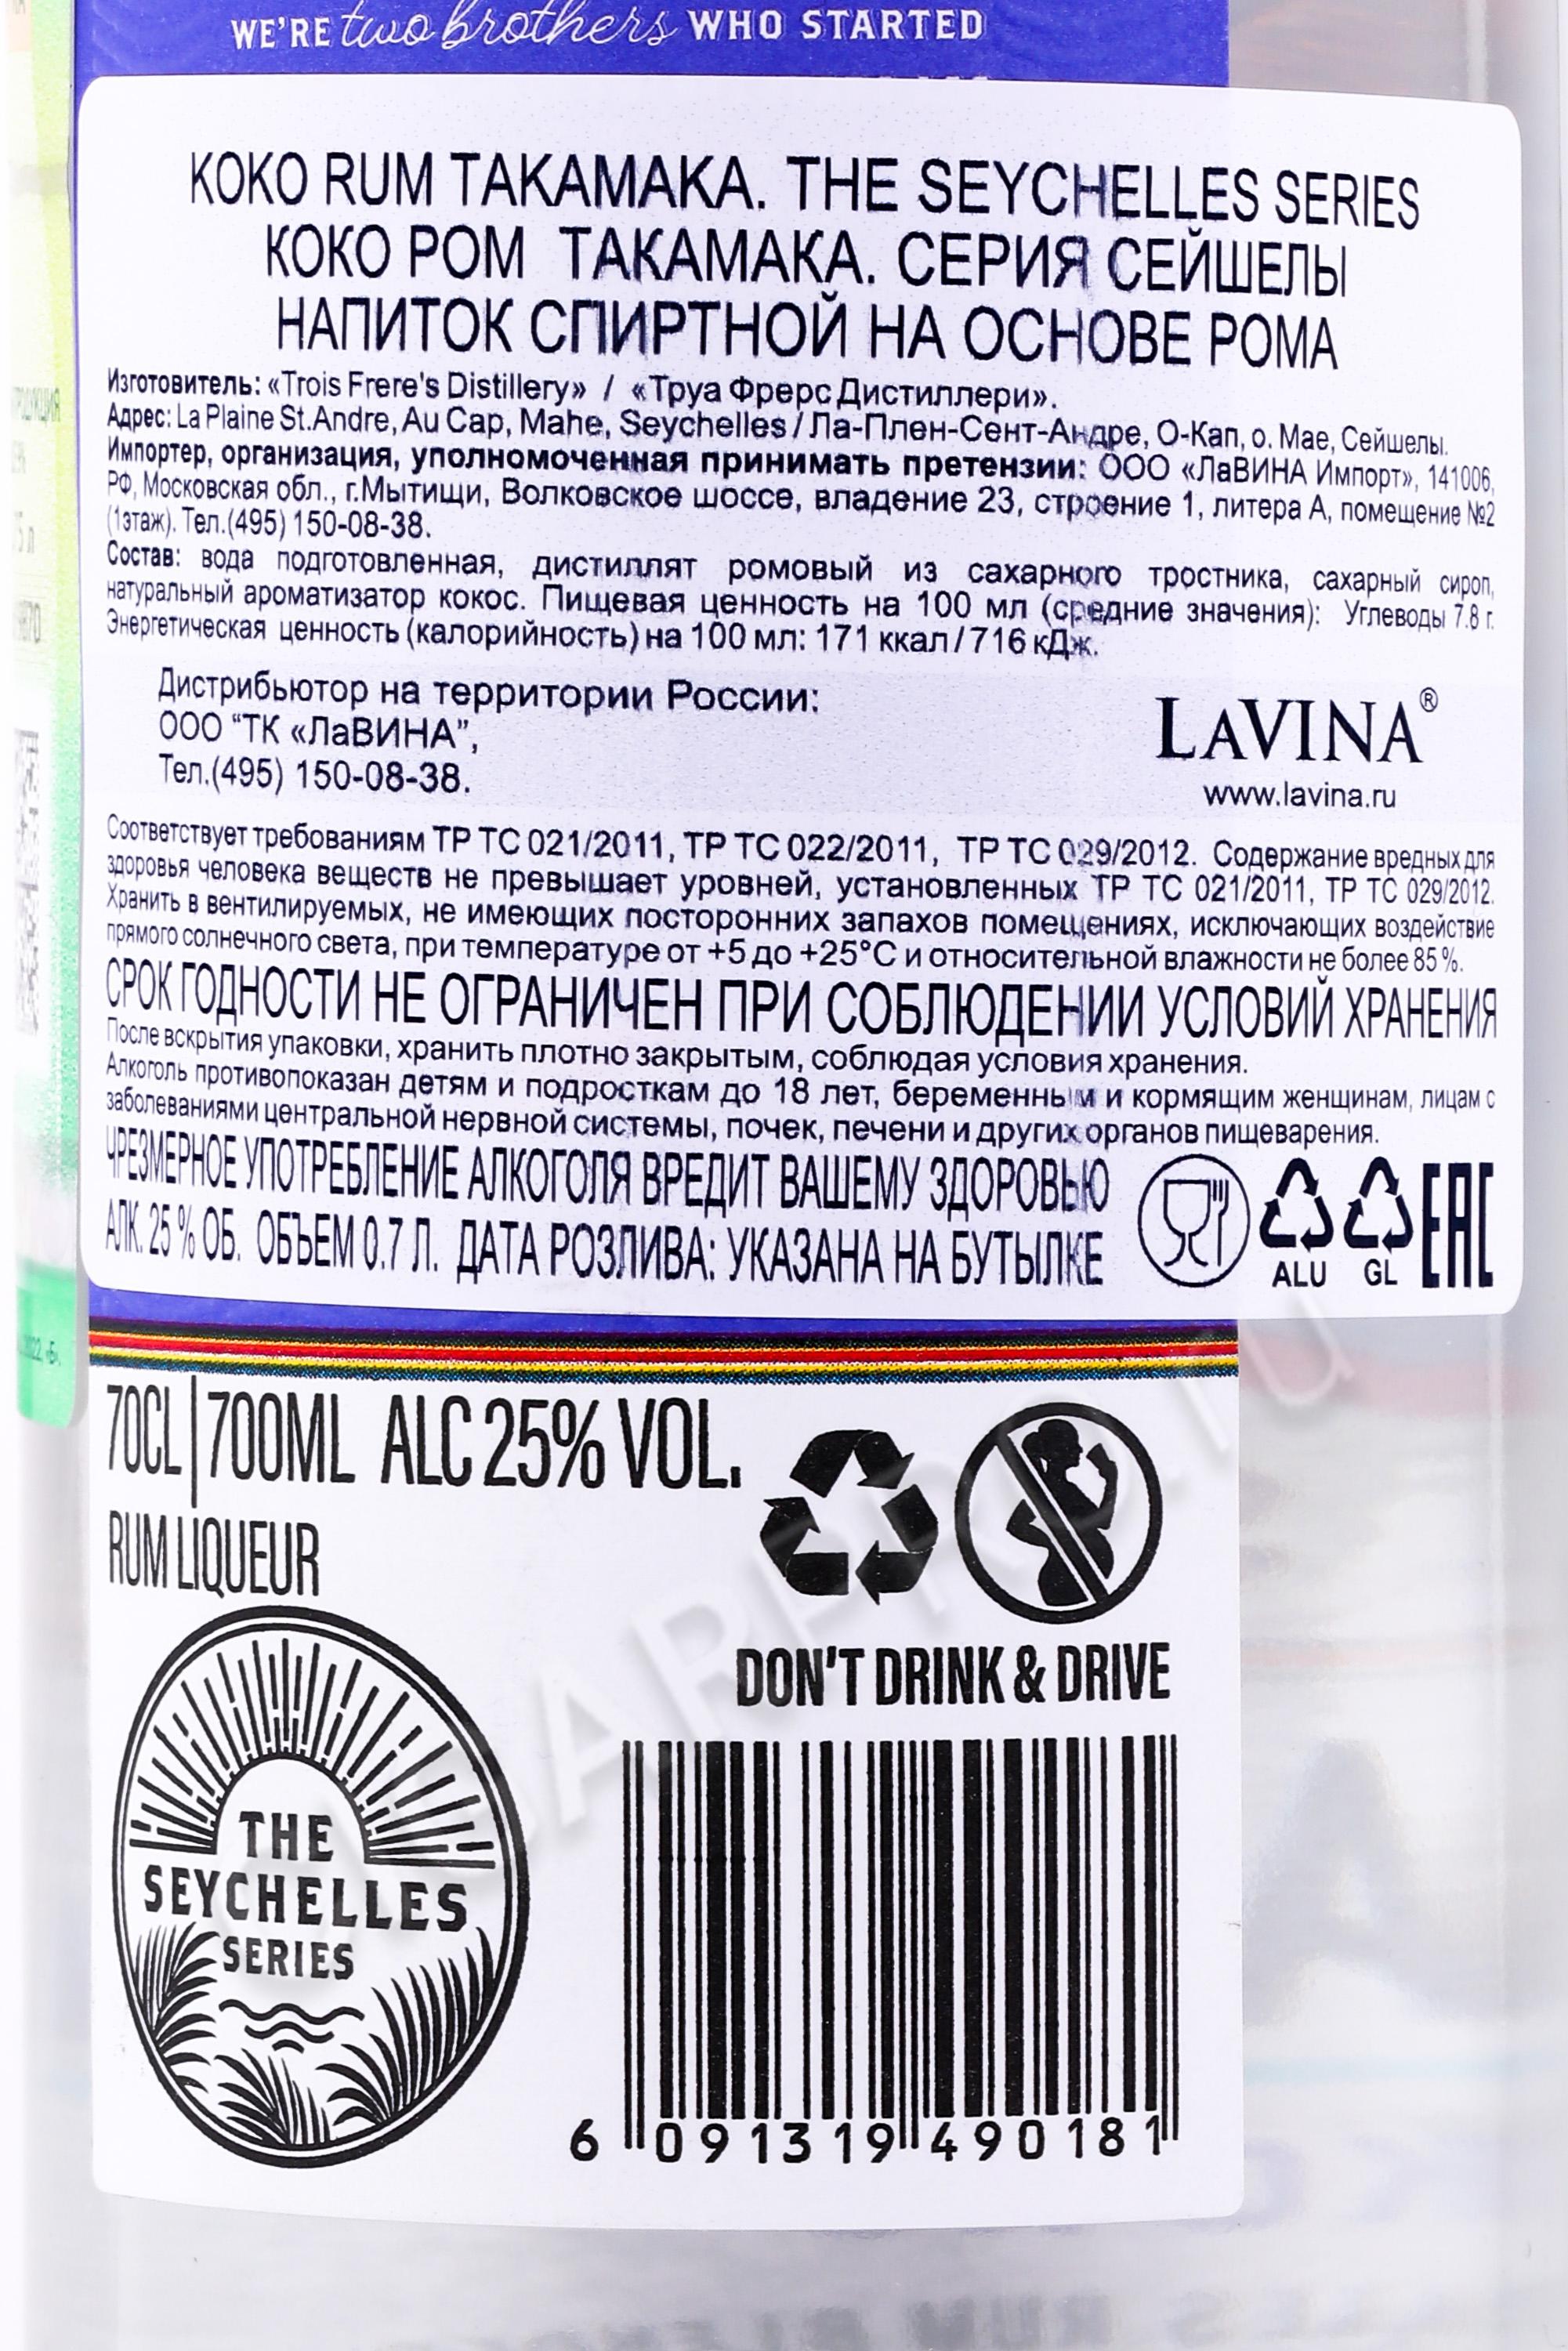 WE'RE two brothers WHO STARTED
KOKO RUM TAKAMAKA. THE SEYCHELLES SERIES
КОКО РОМ ТАКАМАКА. СЕРИЯ СЕЙШЕЛЫ
НАПИТОК СПИРТНОЙ НА ОСНОВЕ РОМА
Изготовитель: «Trois Frere's Distillery» / «Труа Фрерс Дистиллери».
Адрес: La Plaine St.Andre, Au Cap, Mahe, Seychelles / Ла-Плен-Сент-Андре, О-Кап, о. Мае, Сейшелы.
Импортер, организация, уполномоченная принимать претензии: ООО «ЛаВИНА Импорт», 141006,
РФ, Московская обл., г.Мытищи, Волковское шоссе, владение 23, строение 1, литера А, помещение №2
(1этаж). Тел.(495) 150-08-38.
Состав: вода подготовленная, дистиллят ромовый из сахарного тростника, сахарный сироп,
натуральный ароматизатор кокос. Пищевая ценность на 100 мл (средние значения): Углеводы 7.8 г.
Энергетическая ценность (калорийность) на 100 мл: 171 ккал / 716 кДж.
Дистрибьютор на территории России:
ООО "ТК «ЛаВИНА",
Тел.(495) 150-08-38.
LAVINA®
www.lavina.ru
Соответствует требованиям ТР ТС 021/2011, ТР ТС 022/2011, ТР ТС 029/2012. Содержание вредных для
здоровья человека веществ не превышает уровней, установленных ТР ТС 021/2011, ТР ТС 029/2012.
Хранить в вентилируемых, не имеющих посторонних запахов помещениях, исключающих воздействие
прямого солнечного света, при температуре от +5 до +25°C и относительной влажности не более 85 %.
СРОК ГОДНОСТИ НЕ ОГРАНИЧЕН ПРИ СОБЛЮДЕНИИ УСЛОВИЙ ХРАНЕНИЯ
После вскрытия упаковки, хранить плотно закрытым, соблюдая условия хранения.
Алкоголь противопоказан детям и подросткам до 18 лет, беременным и кормящим женщинам, лицам с
заболеваниями центральной нервной системы, почек, печени и других органов пищеварения.
ЧРЕЗМЕРНОЕ УПОТРЕБЛЕНИЕ АЛКОГОЛЯ ВРЕДИТ ВАШЕМУ ЗДОРОВЬЮ
АЛК. 25 % ОБ. ОБЪЕМ 0.7 Л. ДАТА РОЗЛИВА: УКАЗАНА НА БУТЫЛКЕ
ALU GL EAC
70CL | 700ML ALC 25% VOL.
RUM LIQUEUR
DON'T DRINK & DRIVE
THE
SEYCHELLES
SERIES
6 091319 490181